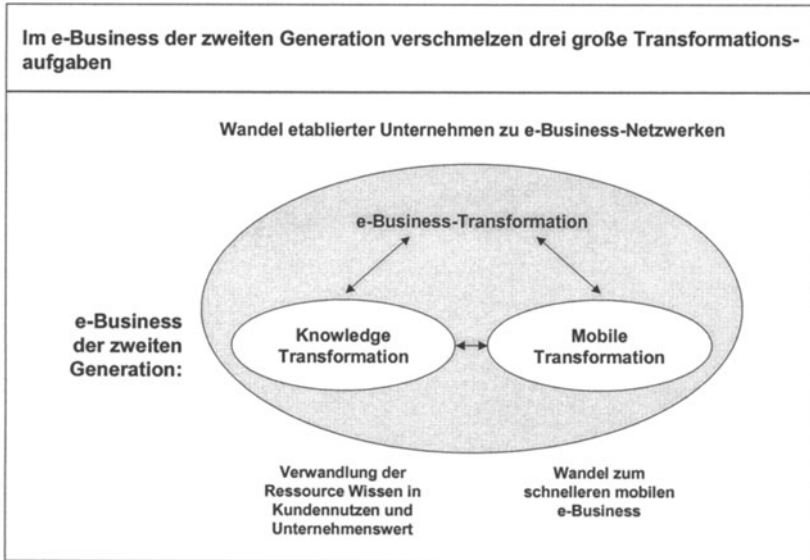 Im e-Business der zweiten Generation verschmelzen drei große Transformations-
aufgaben
Wandel etablierter Unternehmen zu e-Business-Netzwerken
e-Business-Transformation
e-Business
der zweiten
Generation:
Knowledge
Transformation
Mobile
Transformation
Verwandlung der
Ressource Wissen in
Kundennutzen und
Unternehmenswert
Wandel zum
schnelleren mobilen
e-Business